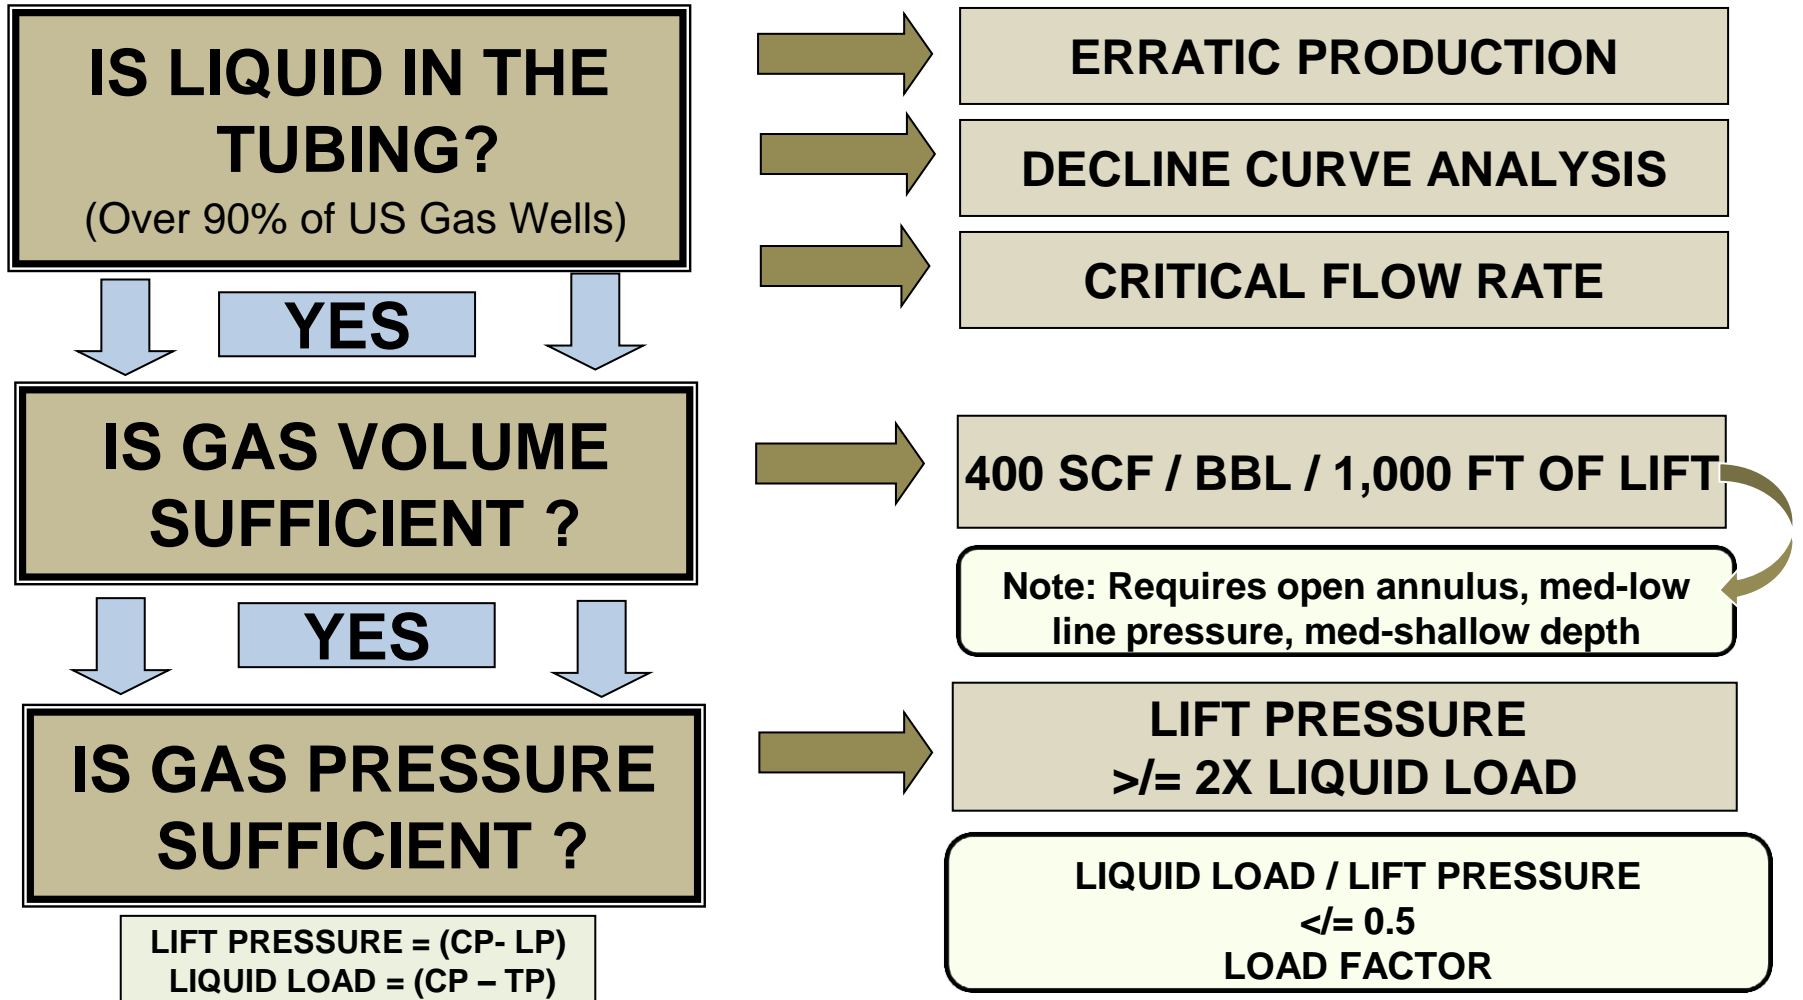 IS LIQUID IN THE
TUBING?
(Over 90% of US Gas Wells)
ERRATIC PRODUCTION
DECLINE CURVE ANALYSIS
CRITICAL FLOW RATE
YES
IS GAS VOLUME
SUFFICIENT ?
400 SCF / BBL / 1,000 FT OF LIFT
Note: Requires open annulus, med-low
line pressure, med-shallow depth
YES
IS GAS PRESSURE
SUFFICIENT ?
LIFT PRESSURE
>/= 2X LIQUID LOAD
LIQUID LOAD / LIFT PRESSURE
</= 0.5
LOAD FACTOR
LIFT PRESSURE = (CP- LP)
LIQUID LOAD = (CP – TP)